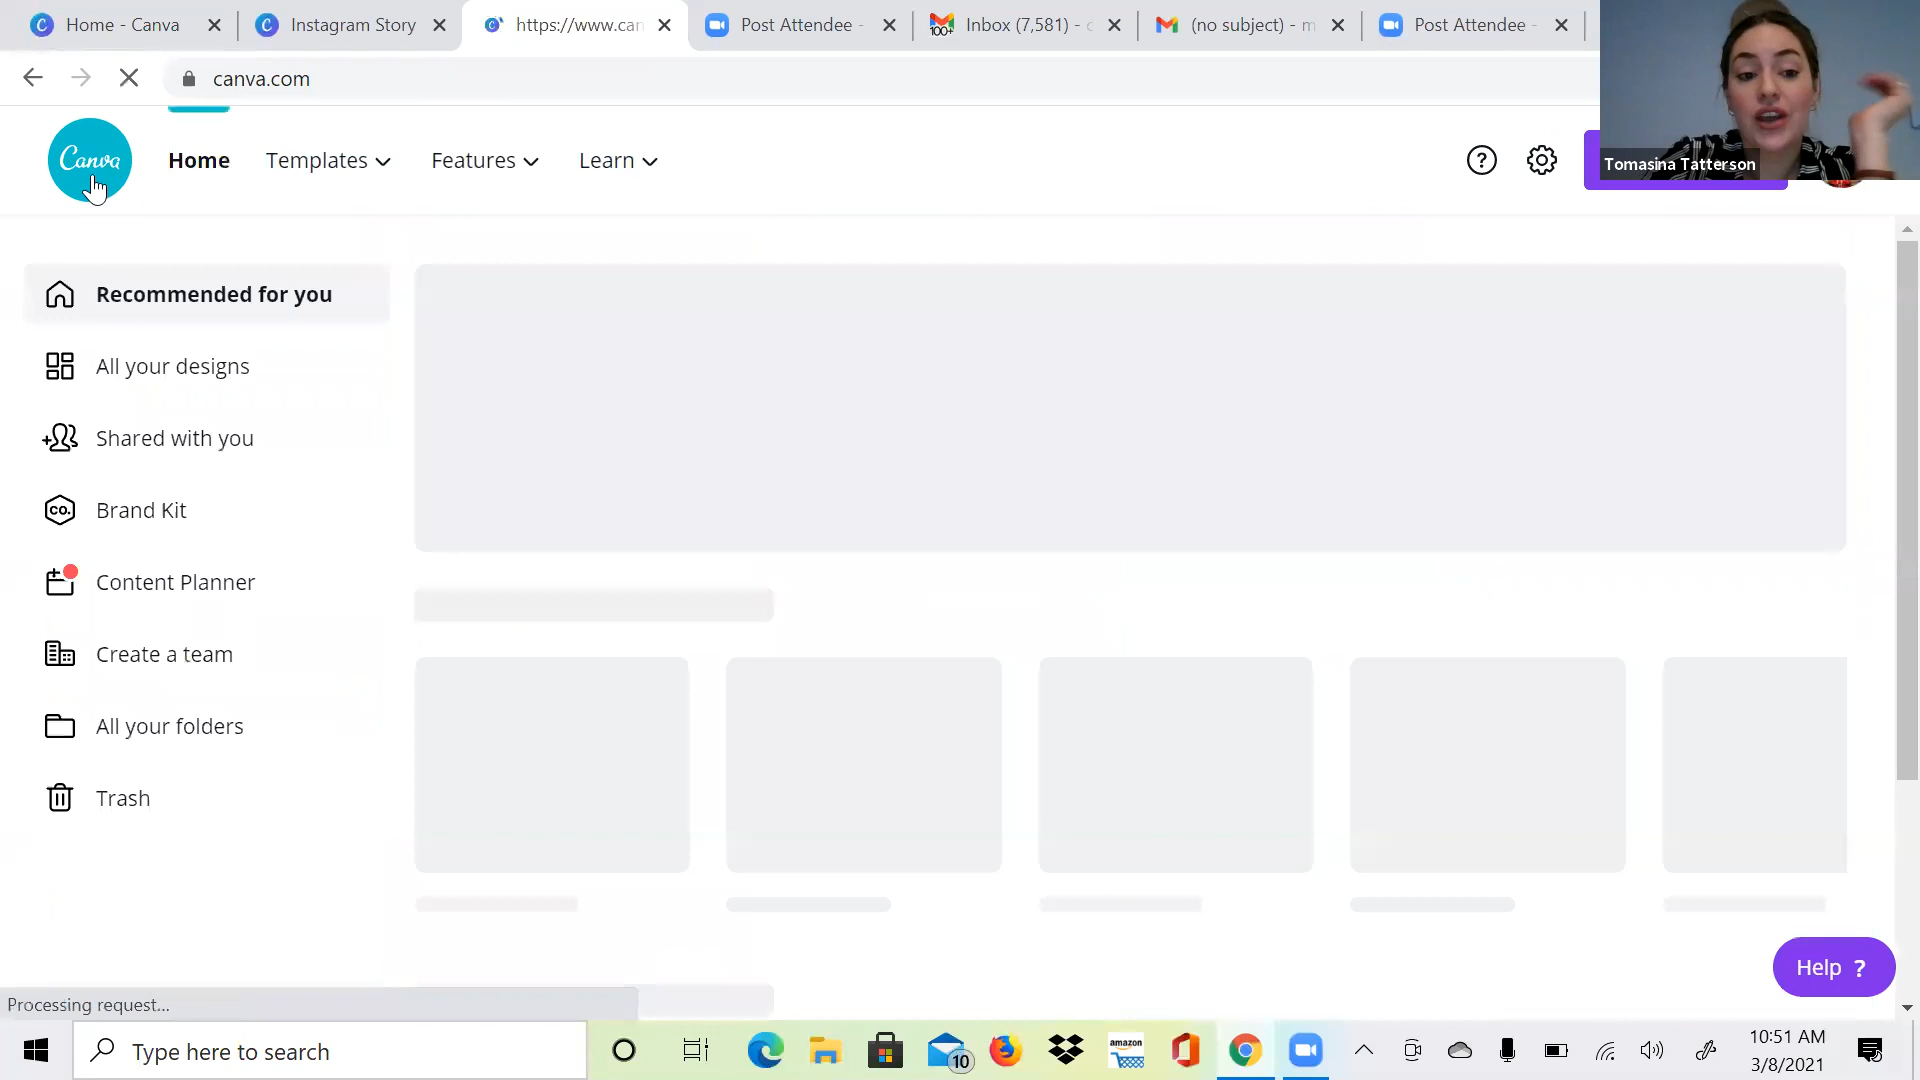 Home - Canva
Instagram Story
https://www.can
Post Attendee -
Inbox (7,581) - c
(no subject) - m
Post Attendee -
canva.com
Canva
Home
Templates
Features
Learn
?
Tomasina Tatterson
Recommended for you
All your designs
Shared with you
CO.
Brand Kit
Content Planner
Create a team
All your folders
Trash
Help ?
Processing request...
Type here to search
10
amazon
10:51 AM
3/8/2021